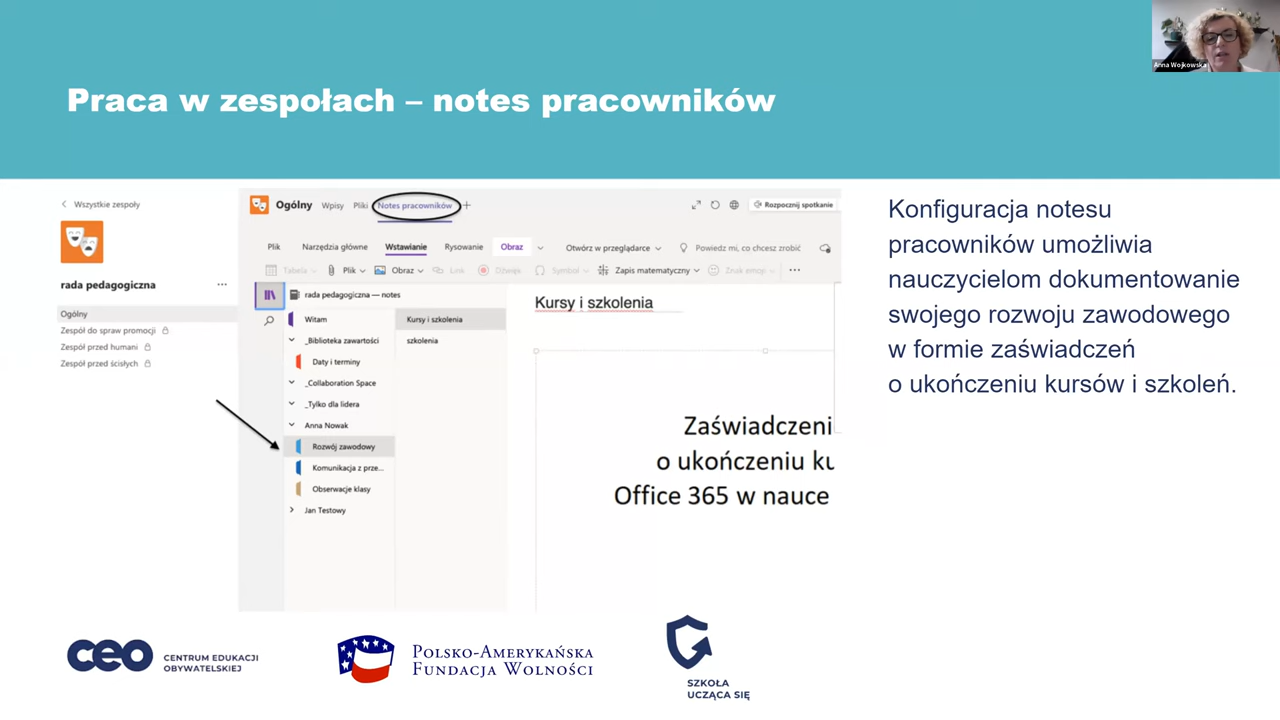 Anna Wojkowska
Praca w zespołach – notes pracowników
Wszystkie zespoły
rada pedagogiczna ...
Ogólny
Zespół do spraw promocji
Zespół przed humani
Zespół przed ścisłych
Ogólny Wpisy Pliki Notes pracowników +
Rozpocznij spotkanie
Plik Narzędzia główne Wstawianie Rysowanie Obraz Otwórz w przeglądarce Powiedz mi, co chcesz zrobić
Tabela Plik Obraz Link Dźwięk Symbol Zapis matematyczny Znak emoji ...
rada pedagogiczna — notes
Witam
_Biblioteka zawartości
Daty i terminy
_Collaboration Space
_Tylko dla lidera
Anna Nowak
Rozwój zawodowy
Komunikacja z prze...
Obserwacje klasy
Jan Testowy
Kursy i szkolenia
szkolenia
Kursy i szkolenia
Zaświadczeni
o ukończeniu ku
Office 365 w nauce
Konfiguracja notesu
pracowników umożliwia
nauczycielom dokumentowanie
swojego rozwoju zawodowego
w formie zaświadczeń
o ukończeniu kursów i szkoleń.
ceo
CENTRUM EDUKACJI
OBYWATELSKIEJ
POLSKO-AMERYKAŃSKA
FUNDACJA WOLNOŚCI
SZKOŁA
UCZĄCA SIĘ